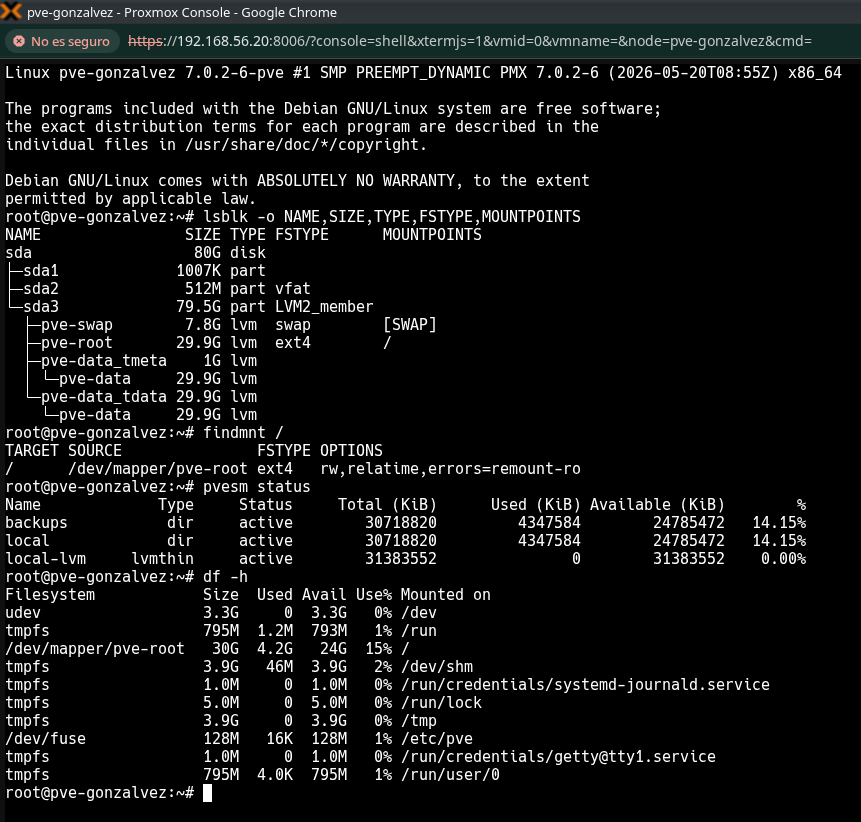 pve-gonzalvez - Proxmox Console - Google Chrome
No es seguro https://192.168.56.20:8006/?console=shell&xtermjs=1&vmid=0&vmname=&node=pve-gonzalvez&cmd=
Linux pve-gonzalvez 7.0.2-6-pve #1 SMP PREEMPT_DYNAMIC PMX 7.0.2-6 (2026-05-20T08:55Z) x86_64
The programs included with the Debian GNU/Linux system are free software;
the exact distribution terms for each program are described in the
individual files in /usr/share/doc/*/copyright.
Debian GNU/Linux comes with ABSOLUTELY NO WARRANTY, to the extent
permitted by applicable law.
root@pve-gonzalvez:~# lsblk -o NAME,SIZE,TYPE,FSTYPE,MOUNTPOINTS
NAME                SIZE TYPE FSTYPE      MOUNTPOINTS
sda                  80G disk
├─sda1             1007K part
├─sda2              512M part vfat
└─sda3             79.5G part LVM2_member
  ├─pve-swap        7.8G lvm  swap        [SWAP]
  ├─pve-root       29.9G lvm  ext4        /
  ├─pve-data_tmeta    1G lvm
  │ └─pve-data     29.9G lvm
  └─pve-data_tdata 29.9G lvm
    └─pve-data     29.9G lvm
root@pve-gonzalvez:~# findmnt /
TARGET SOURCE               FSTYPE OPTIONS
/      /dev/mapper/pve-root ext4   rw,relatime,errors=remount-ro
root@pve-gonzalvez:~# pvesm status
Name             Type     Status     Total (KiB)      Used (KiB) Available (KiB)        %
backups           dir     active        30718820         4347584        24785472   14.15%
local             dir     active        30718820         4347584        24785472   14.15%
local-lvm     lvmthin     active        31383552               0        31383552    0.00%
root@pve-gonzalvez:~# df -h
Filesystem            Size  Used Avail Use% Mounted on
udev                  3.3G     0  3.3G   0% /dev
tmpfs                 795M  1.2M  793M   1% /run
/dev/mapper/pve-root   30G  4.2G   24G  15% /
tmpfs                 3.9G   46M  3.9G   2% /dev/shm
tmpfs                 1.0M     0  1.0M   0% /run/credentials/systemd-journald.service
tmpfs                 5.0M     0  5.0M   0% /run/lock
tmpfs                 3.9G     0  3.9G   0% /tmp
/dev/fuse             128M   16K  128M   1% /etc/pve
tmpfs                 1.0M     0  1.0M   0% /run/credentials/getty@tty1.service
tmpfs                 795M  4.0K  795M   1% /run/user/0
root@pve-gonzalvez:~#